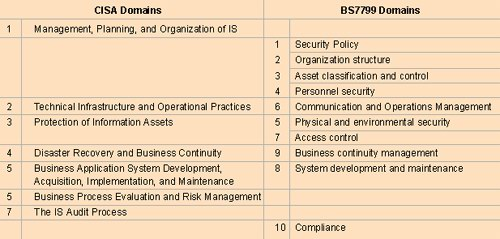 CISA Domains BS7799 Domains
1 Management, Planning, and Organization of IS
1 Security Policy
2 Organization structure
3 Asset classification and control
4 Personnel security
2 Technical Infrastructure and Operational Practices 6 Communication and Operations Management
3 Protection of Information Assets 5 Physical and environmental security
7 Access control
4 Disaster Recovery and Business Continuity 9 Business continuity management
5 Business Application System Development, 8 System development and maintenance
Acquisition, Implementation, and Maintenance
5 Business Process Evaluation and Risk Management
7 The IS Audit Process
10 Compliance